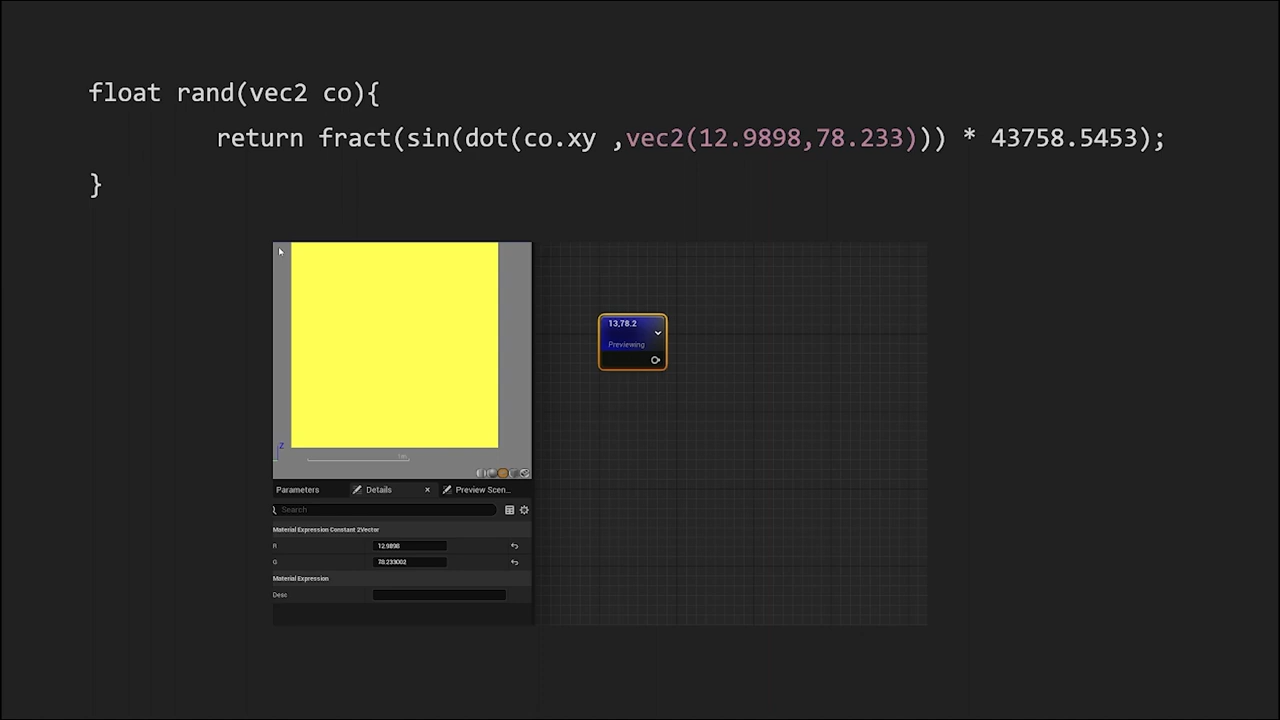 float rand(vec2 co){
return fract(sin(dot(co.xy ,vec2(12.9898,78.233))) * 43758.5453);
}
13,78.2
Previewing
Z
Parameters
Details
Preview Scen...
Search
Material Expression Constant 2Vector
R
12.9898
G
78.233002
Material Expression
Desc